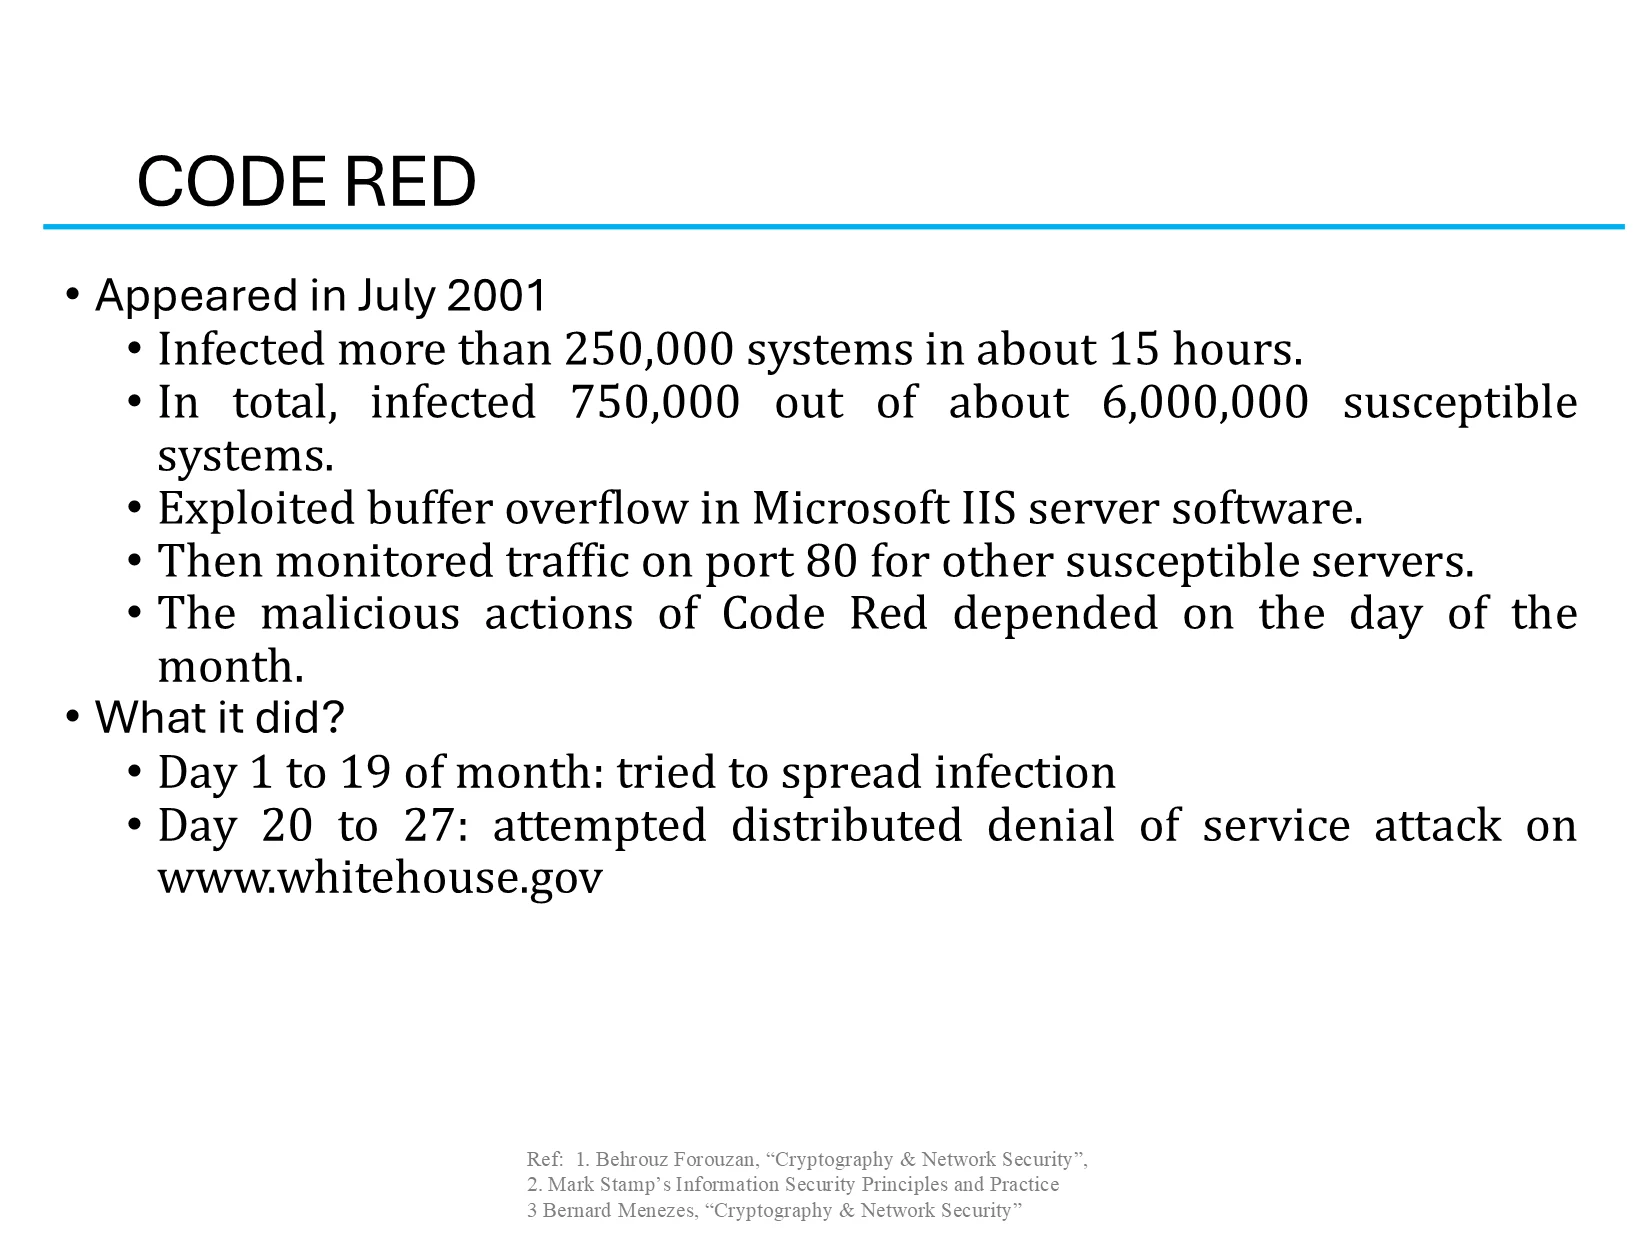 CODE RED
• Appeared in July 2001
• Infected more than 250,000 systems in about 15 hours.
• In total, infected 750,000 out of about 6,000,000 susceptible
systems.
• Exploited buffer overflow in Microsoft IIS server software.
• Then monitored traffic on port 80 for other susceptible servers.
• The malicious actions of Code Red depended on the day of the
month.
• What it did?
• Day 1 to 19 of month: tried to spread infection
• Day 20 to 27: attempted distributed denial of service attack on
www.whitehouse.gov
Ref:  1. Behrouz Forouzan, “Cryptography & Network Security”,
2. Mark Stamp’s Information Security Principles and Practice
3 Bernard Menezes, “Cryptography & Network Security”